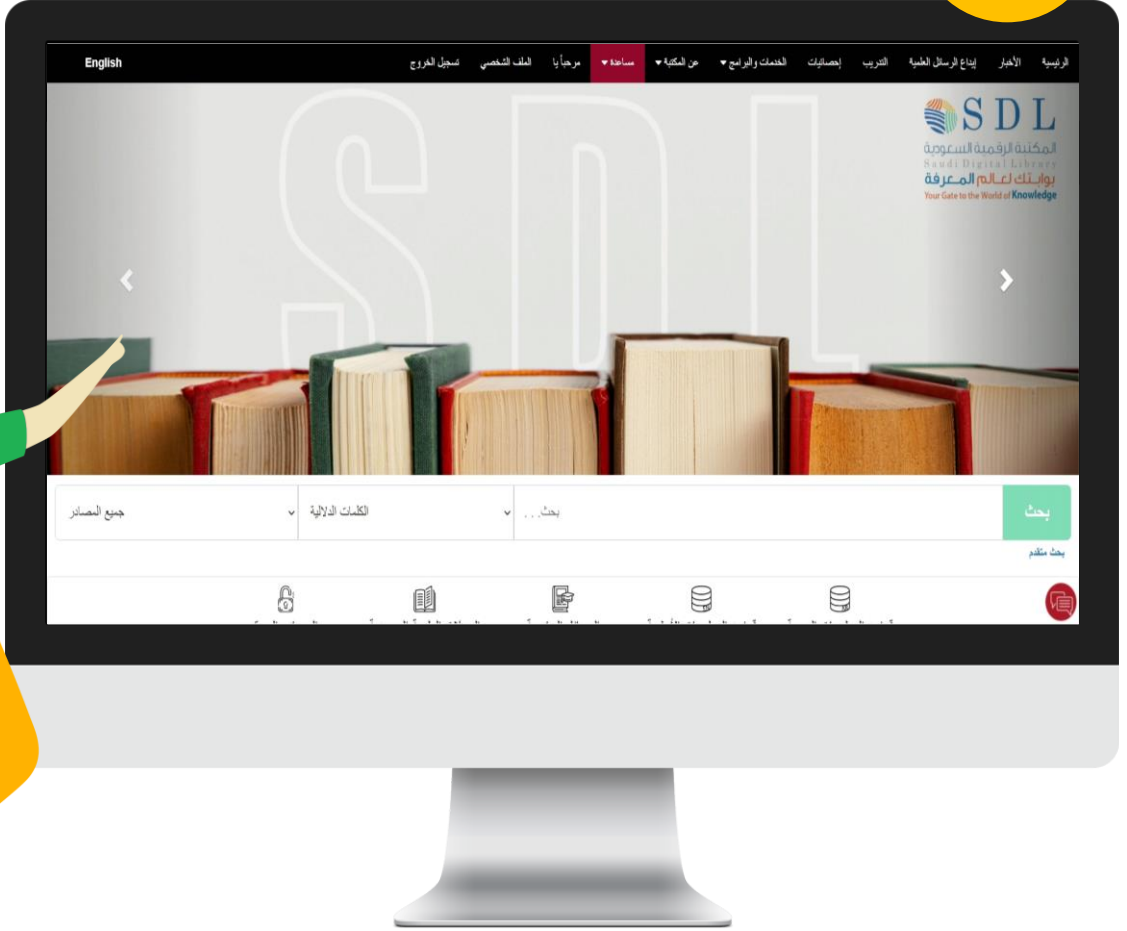 الرئيسية الأخبار إيداع الرسائل العلمية التدريب إحصائيات الخدمات والبرامج عن المكتبة مساعدة مرحباً يا الملف الشخصي تسجيل الخروج English
SDL
SDL
المكتبة الرقمية السعودية
Saudi Digital Library
بوابتك لعالم المعرفة
Your Gate to the World of Knowledge
بحث بحث... الكلمات الدلالية جميع المصادر
بحث متقدم